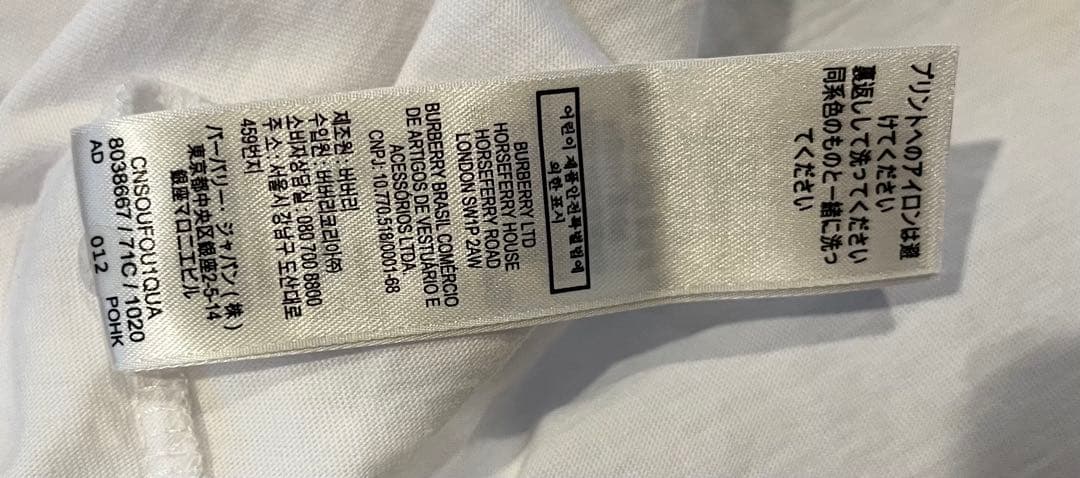 プリントへのアイロンは避
けてください
裏返しして洗ってください
同系色のものと一緒に洗っ
てください
어린이제품안전특별법에
의한 표시
BURBERRY LTD
HORSEFERRY HOUSE
HORSEFERRY ROAD
LONDON SW1P 2AW
BURBERRY BRASIL COMÉRCIO
DE ARTIGOS DE VESTUÁRIO E
ACESSÓRIOS LTDA
CNPJ: 10.770.518/0001-68
제조원: 버버리
수입원: 버버리코리아㈜
소비자상담실: 080 700 8800
주 소: 서울시 강남구 도산대로
459번지
バーバリー・ジャパン(株)
東京都中央区銀座2-5-14
銀座マロニエビル
CNSQUFOU1QUA
8038667 / 71C / 1020
AD 012 POHK